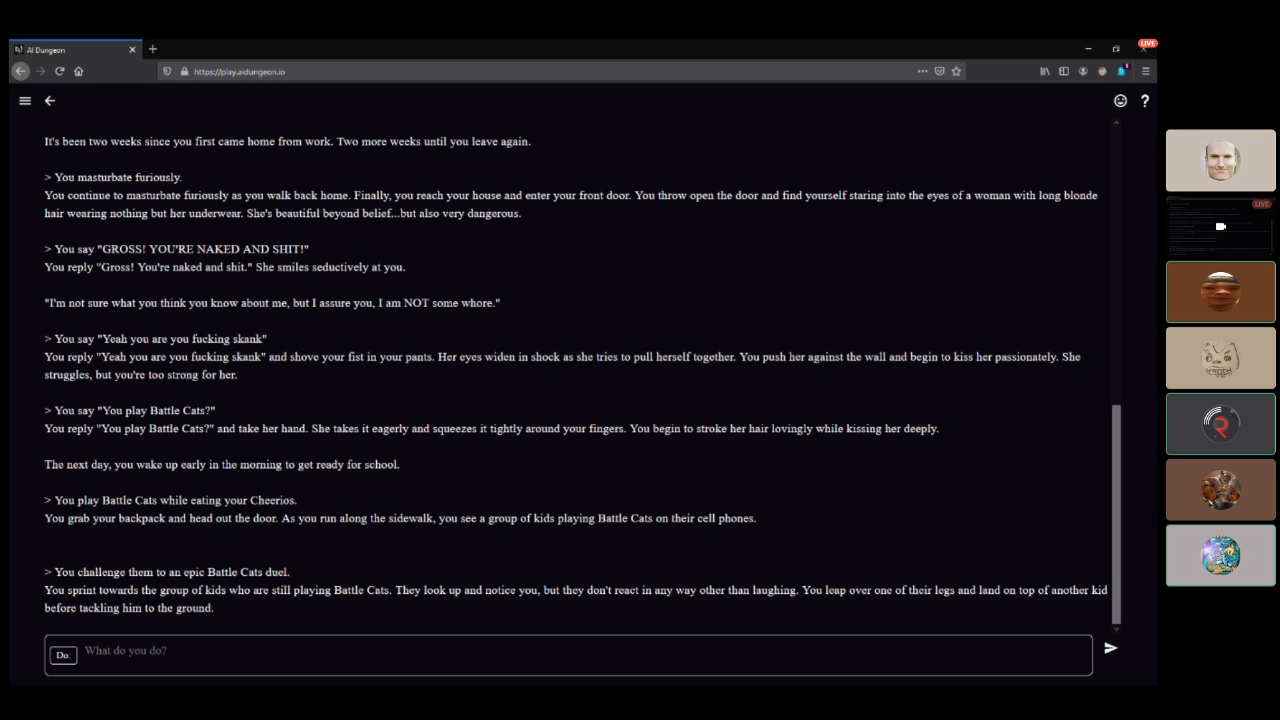 AI Dungeon
LIVE
https://play.aidungeon.io
It's been two weeks since you first came home from work. Two more weeks until you leave again.
> You masturbate furiously.
You continue to masturbate furiously as you walk back home. Finally, you reach your house and enter your front door. You throw open the door and find yourself staring into the eyes of a woman with long blonde
hair wearing nothing but her underwear. She's beautiful beyond belief...but also very dangerous.
> You say "GROSS! YOU'RE NAKED AND SHIT!"
You reply "Gross! You're naked and shit." She smiles seductively at you.
"I'm not sure what you think you know about me, but I assure you, I am NOT some whore."
> You say "Yeah you are you fucking skank"
You reply "Yeah you are you fucking skank" and shove your fist in your pants. Her eyes widen in shock as she tries to pull herself together. You push her against the wall and begin to kiss her passionately. She
struggles, but you're too strong for her.
> You say "You play Battle Cats?"
You reply "You play Battle Cats?" and take her hand. She takes it eagerly and squeezes it tightly around your fingers. You begin to stroke her hair lovingly while kissing her deeply.
The next day, you wake up early in the morning to get ready for school.
> You play Battle Cats while eating your Cheerios.
You grab your backpack and head out the door. As you run along the sidewalk, you see a group of kids playing Battle Cats on their cell phones.
> You challenge them to an epic Battle Cats duel.
You sprint towards the group of kids who are still playing Battle Cats. They look up and notice you, but they don't react in any way other than laughing. You leap over one of their legs and land on top of another kid
before tackling him to the ground.
Do:
What do you do?
LIVE
R